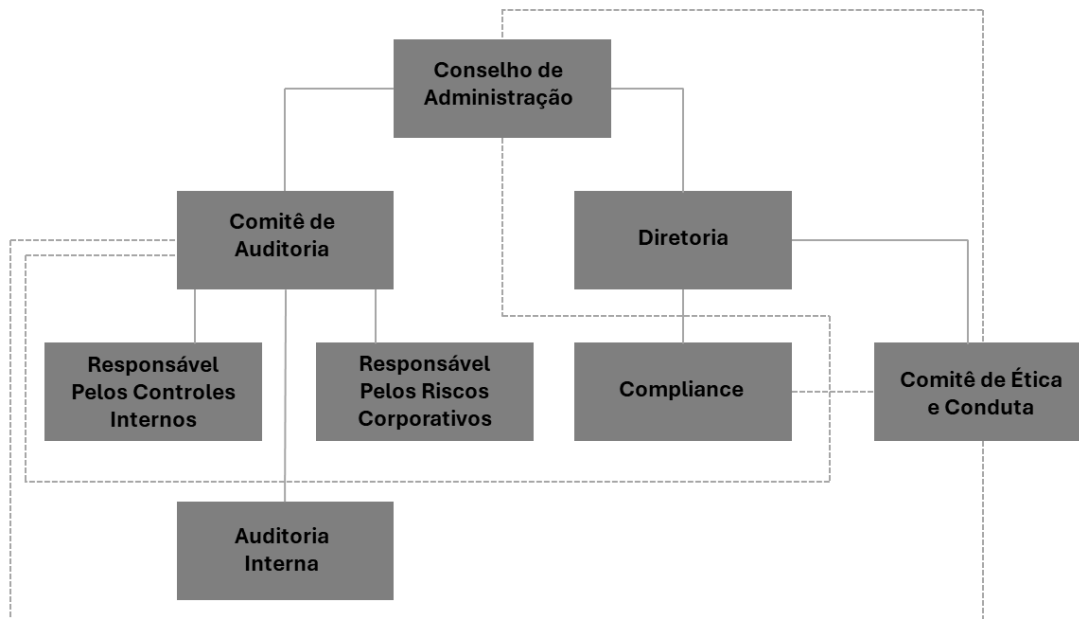 Conselho de
Administração
Comitê de
Auditoria
Diretoria
Responsável
Pelos Controles
Internos
Responsável
Pelos Riscos
Corporativos
Compliance
Comitê de Ética
e Conduta
Auditoria
Interna